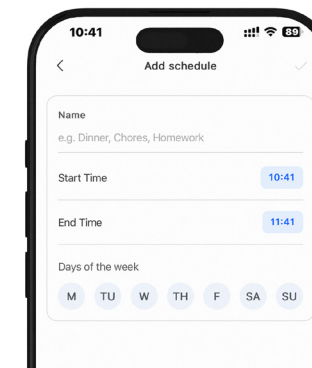 10:41
89
Add schedule
Name
e.g. Dinner, Chores, Homework
Start Time 10:41
End Time 11:41
Days of the week
M TU W TH F SA SU